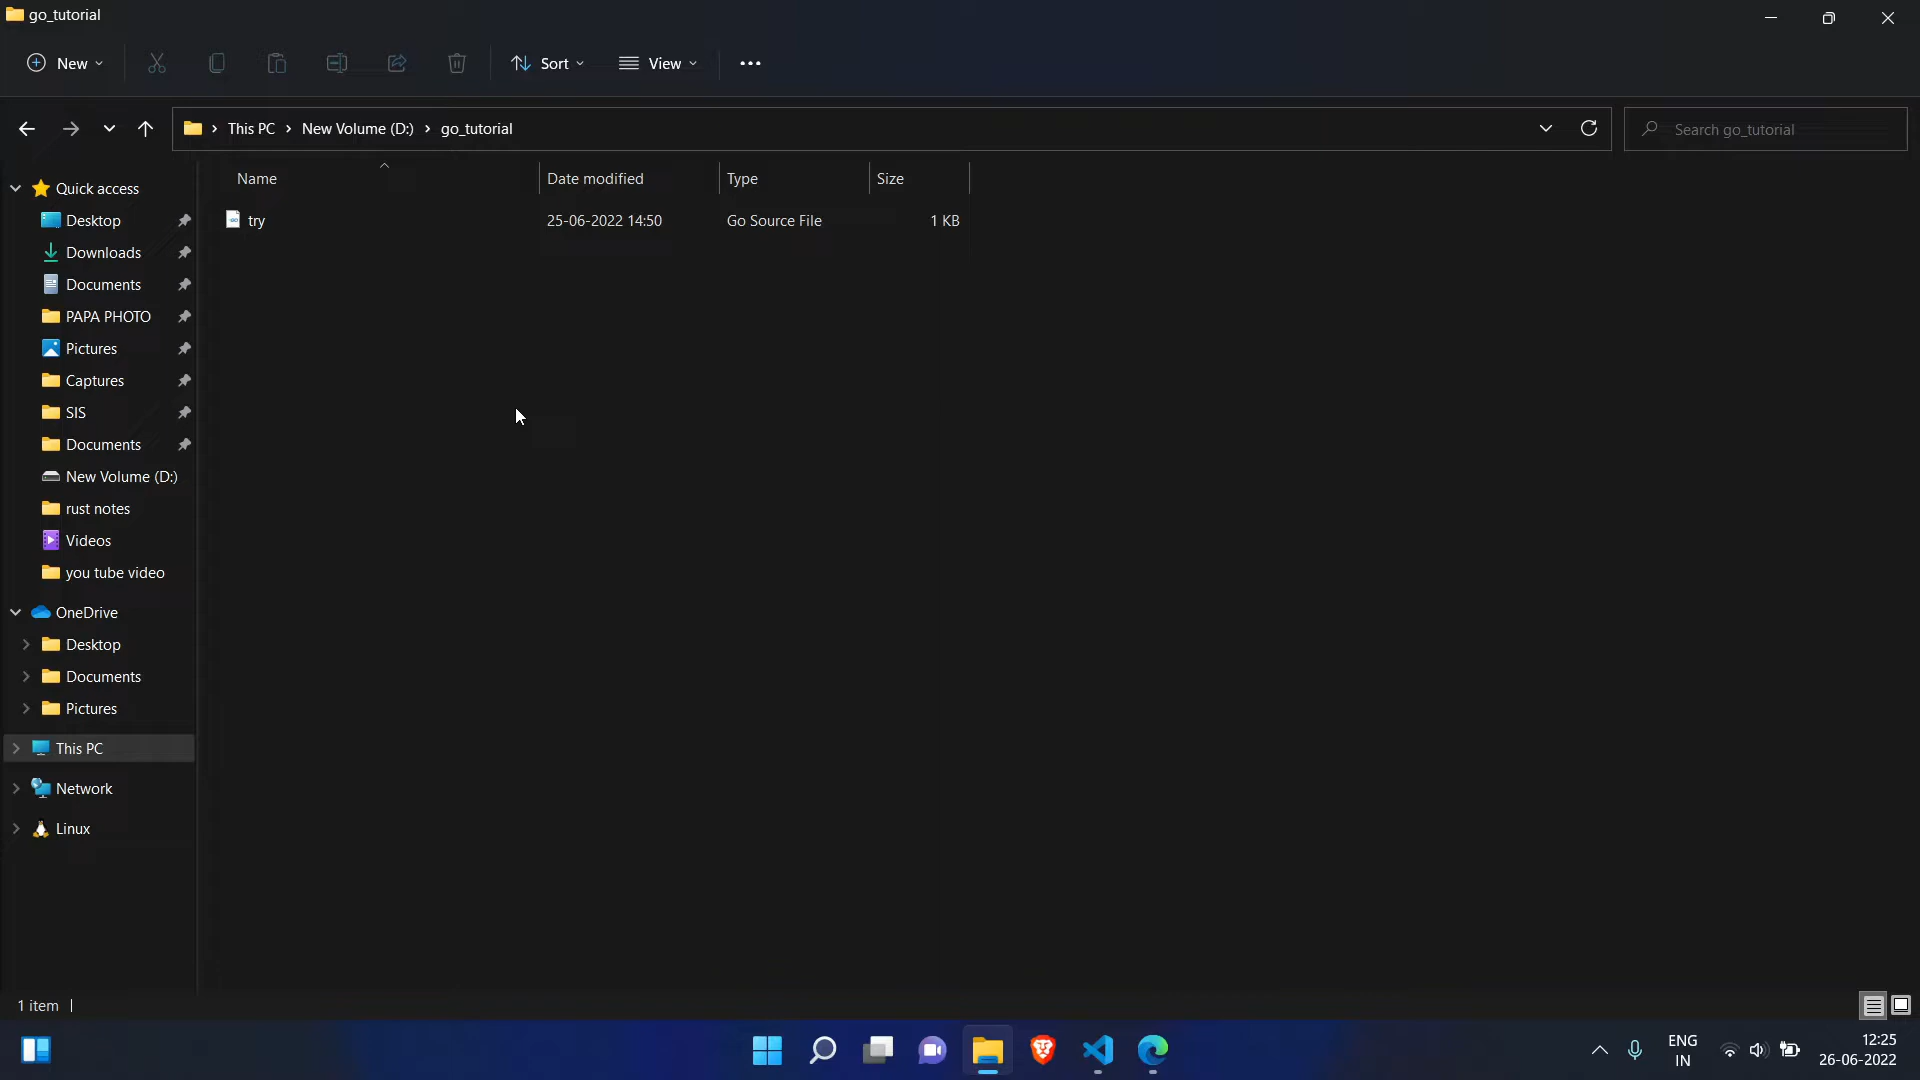 go_tutorial
New
Sort
View
This PC
New Volume (D:)
go_tutorial
Search go_tutorial
Name
Date modified
Type
Size
try
25-06-2022 14:50
Go Source File
1 KB
Quick access
Desktop
Downloads
Documents
PAPA PHOTO
Pictures
Captures
SIS
Documents
New Volume (D:)
rust notes
Videos
you tube video
OneDrive
Desktop
Documents
Pictures
This PC
Network
Linux
1 item
ENG
IN
12:25
26-06-2022